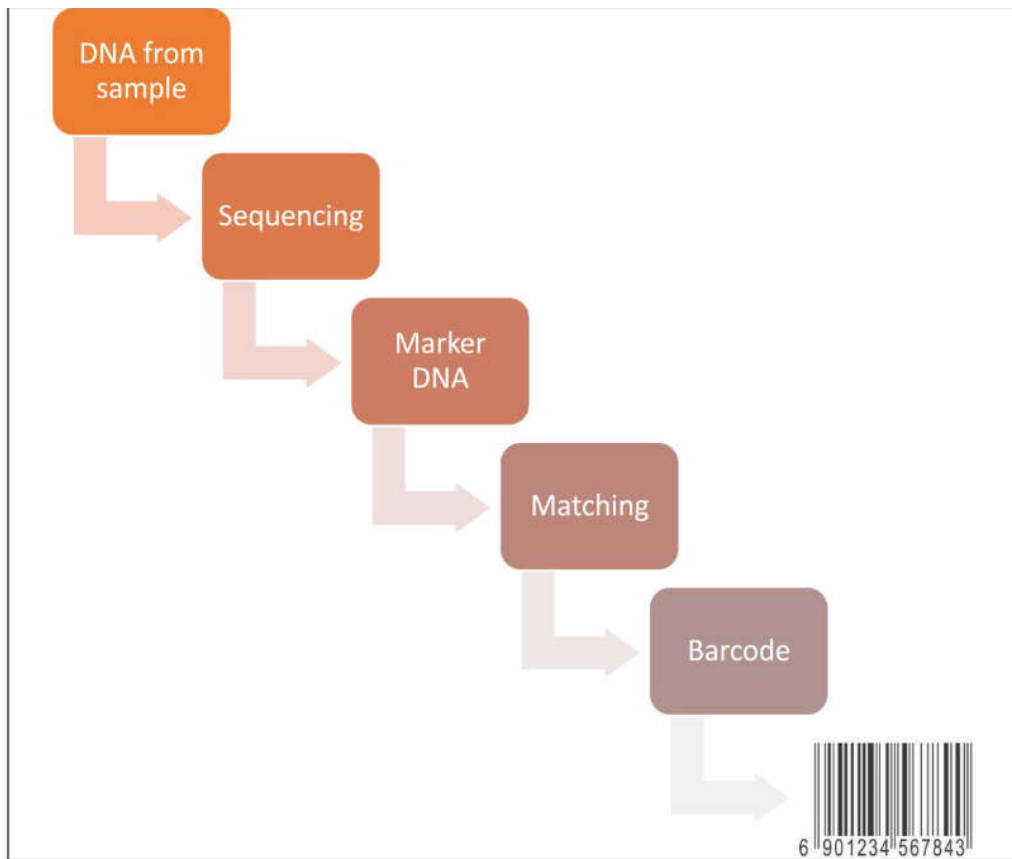 DNA from
sample
Sequencing
Marker
DNA
Matching
Barcode
6 901234 567843